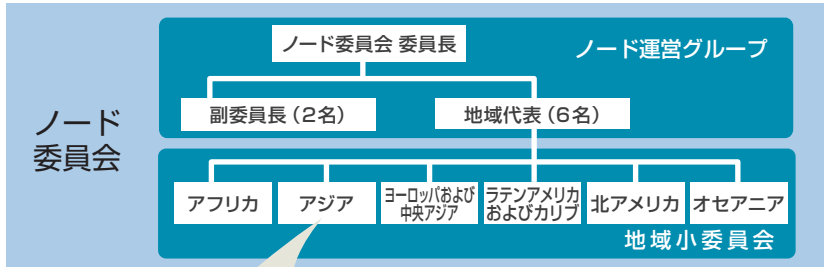 ノード委員会 委員長
ノード運営グループ
副委員長（2名）
地域代表（6名）
ノード
委員会
アフリカ
アジア
ヨーロッパおよび
中央アジア
ラテンアメリカ
およびカリブ
北アメリカ
オセアニア
地域小委員会